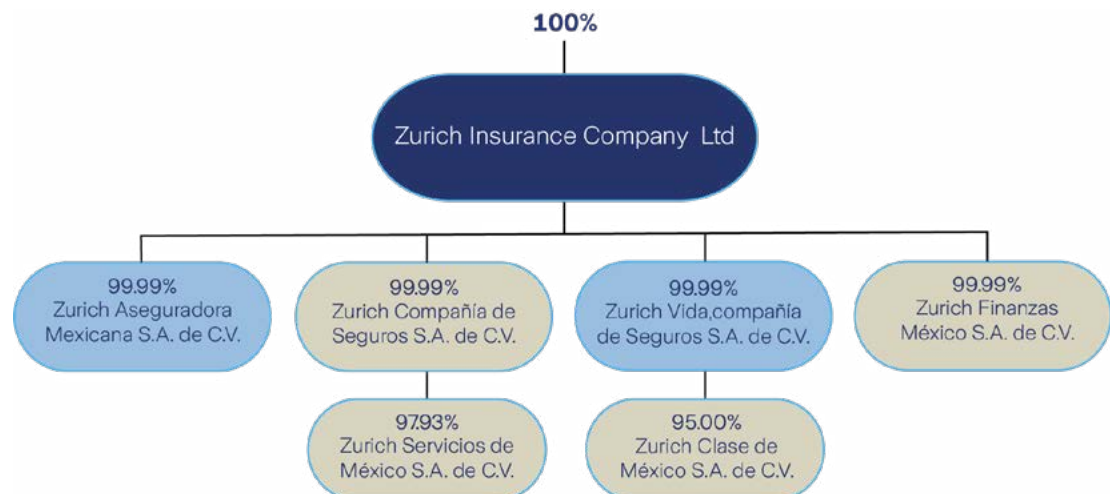 100%
Zurich Insurance Company Ltd
99.99%
Zurich Aseguradora
Mexicana S.A. de C.V.
99.99%
Zurich Compañía de
Seguros S.A. de C.V.
99.99%
Zurich Vida,compañía
de Seguros S.A. de C.V.
99.99%
Zurich Finanzas
México S.A. de C.V.
97.93%
Zurich Servicios de
México S.A. de C.V.
95.00%
Zurich Clase de
México S.A. de C.V.